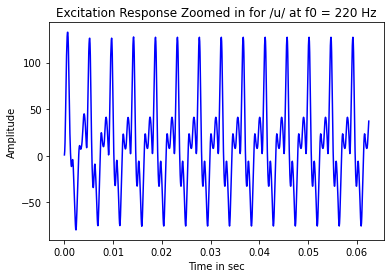 Excitation Response Zoomed in for /u/ at f0 = 220 Hz
Amplitude
100
50
0
−50
0.00 0.01 0.02 0.03 0.04 0.05 0.06
Time in sec